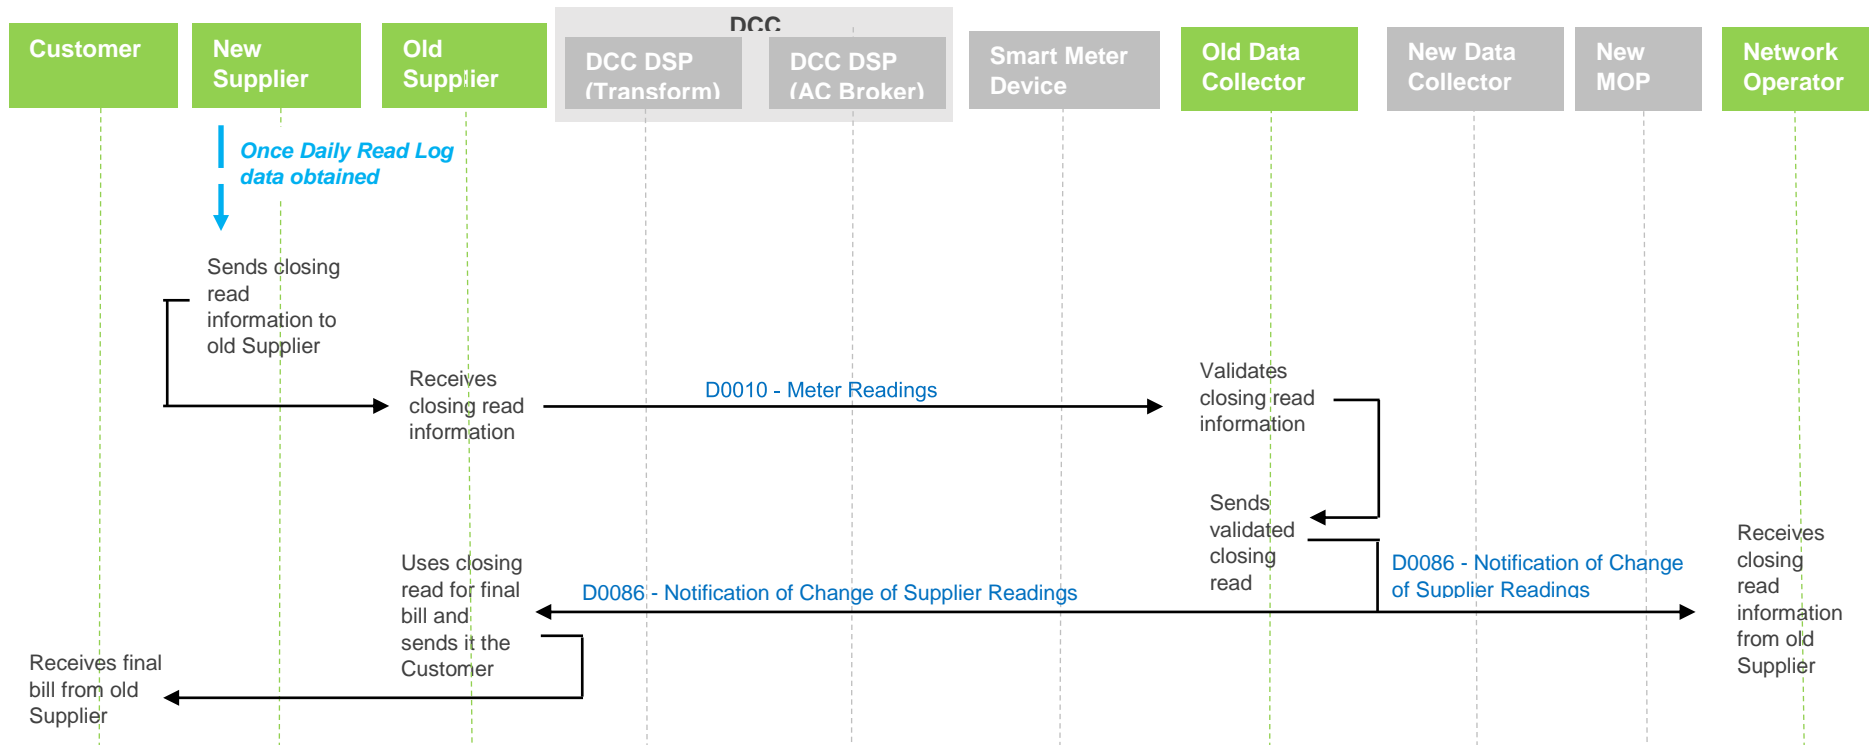 DCC
Customer
New
Supplier
Old
Supplier
DCC DSP
(Transform)
DCC DSP
(AC Broker)
Smart Meter
Device
Old Data
Collector
New Data
Collector
New
MOP
Network
Operator
Once Daily Read Log
data obtained
Sends closing
read
information to
old Supplier
Receives
closing read
information
D0010 - Meter Readings
Validates
closing read
information
Sends
validated
closing
read
D0086 - Notification of Change
of Supplier Readings
Receives
closing
read
information
from old
Supplier
D0086 - Notification of Change of Supplier Readings
Uses closing
read for final
bill and
sends it the
Customer
Receives final
bill from old
Supplier